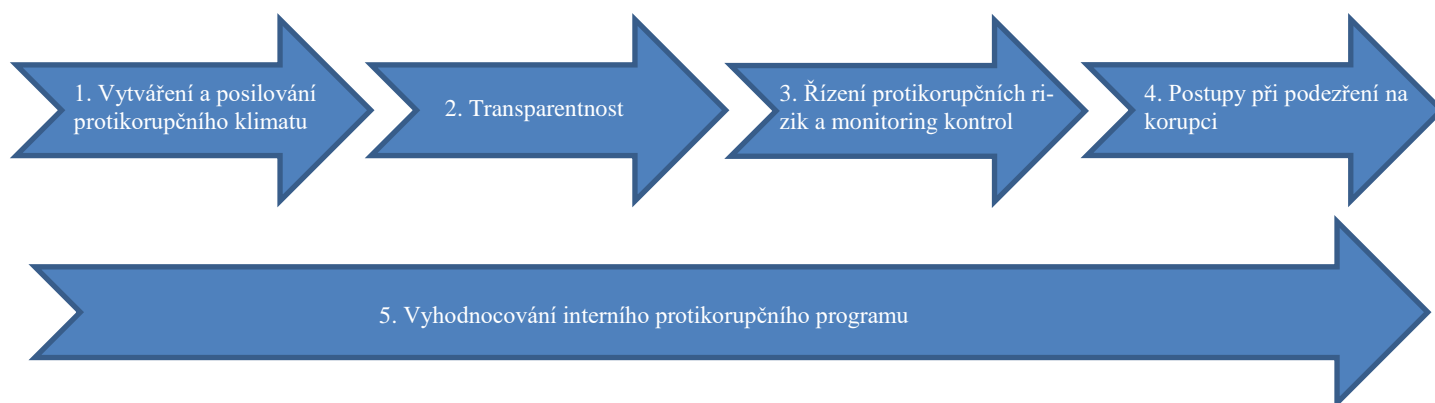 1. Vytváření a posilování
protikorupčního klimatu
2. Transparentnost
3. Řízení protikorupčních ri-
zik a monitoring kontrol
4. Postupy při podezření na
korupci
5. Vyhodnocování interního protikorupčního programu